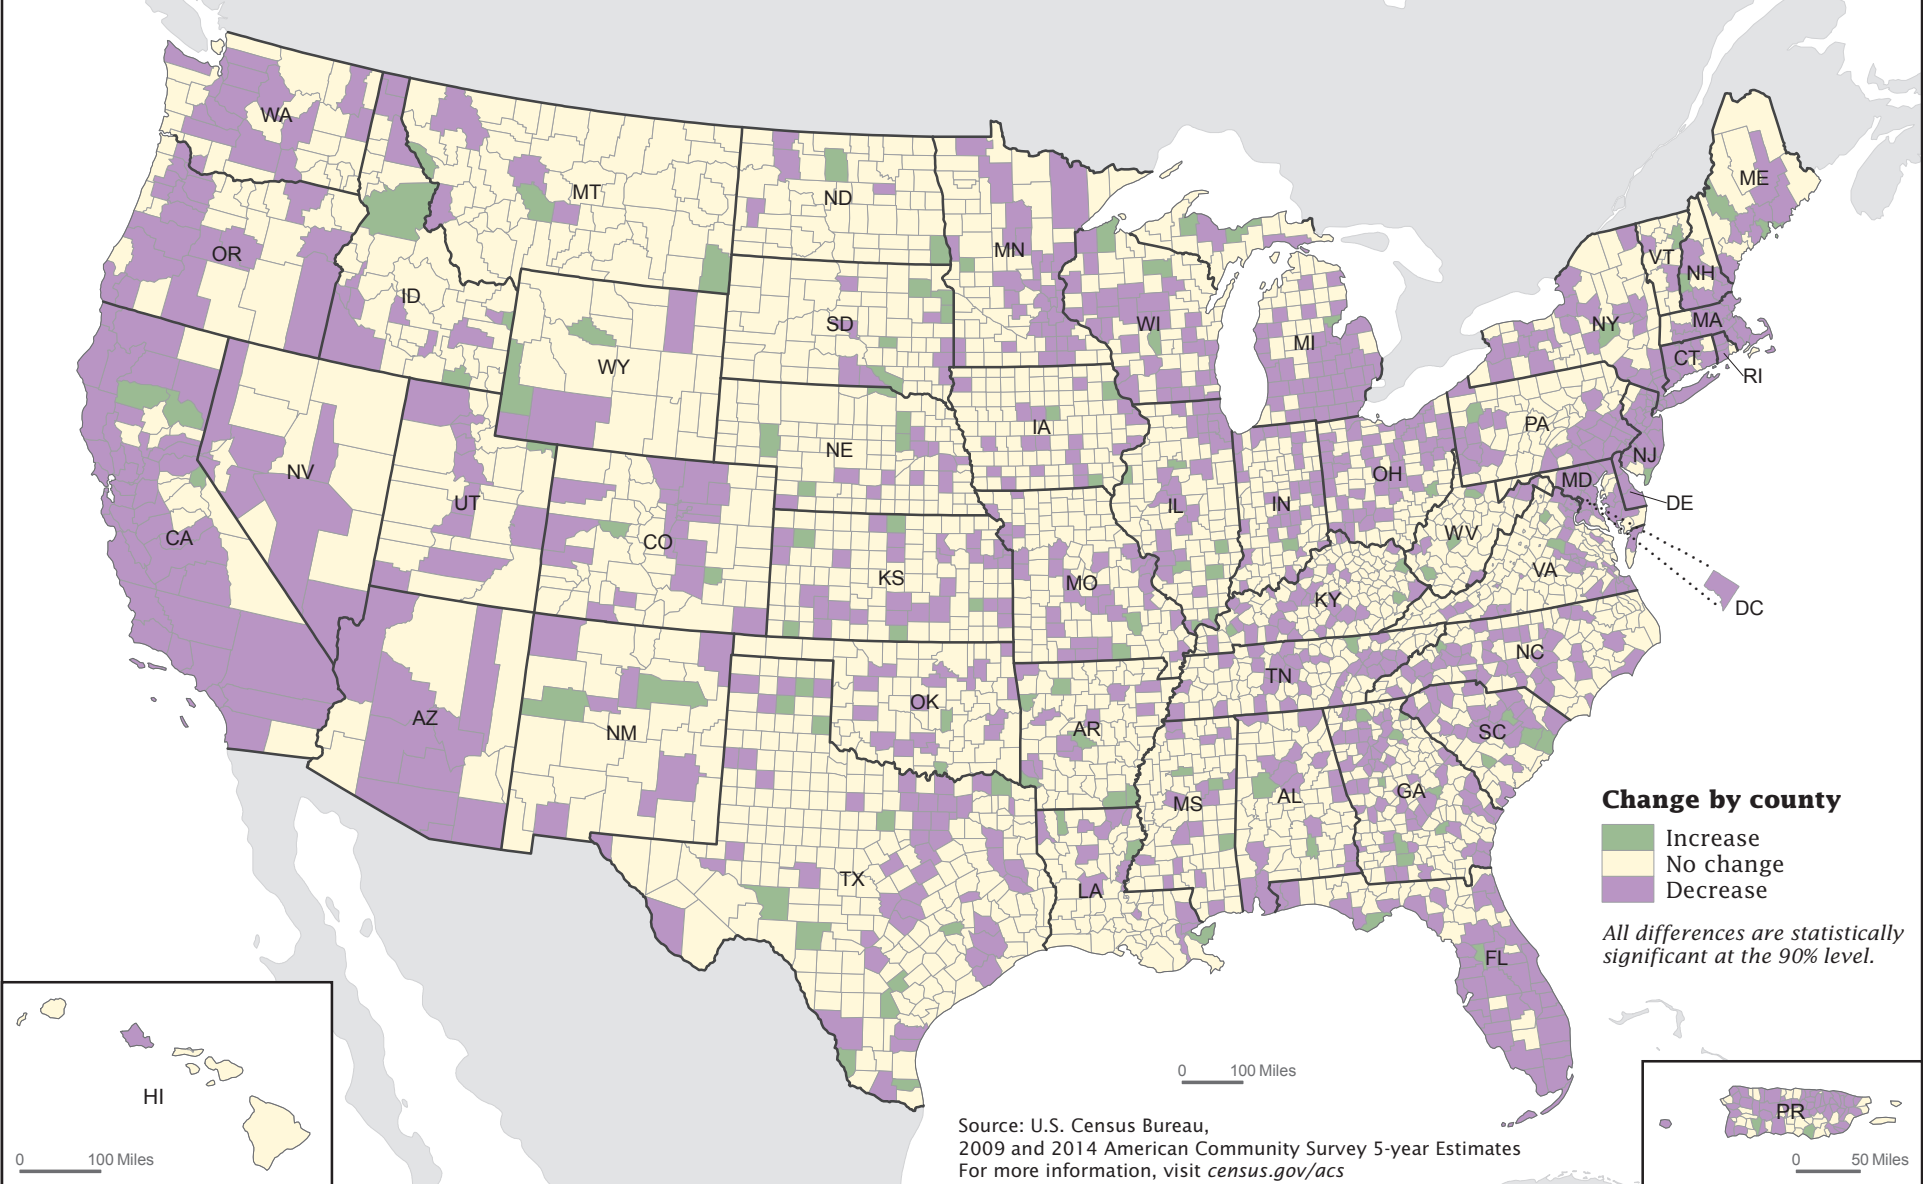 WA
MT
ND
MN
ME
VT
NH
OR
ID
SD
WI
MI
NY
MA
CT
RI
WY
IA
NE
PA
NJ
OH
MD
DE
NV
UT
CO
IL
IN
WV
CA
KS
MO
KY
VA
DC
AZ
NM
OK
AR
TN
NC
SC
MS
AL
GA
TX
LA
FL
Change by county
Increase
No change
Decrease
All differences are statistically
significant at the 90% level.
HI
0 100 Miles
0 100 Miles
Source: U.S. Census Bureau,
2009 and 2014 American Community Survey 5-year Estimates
For more information, visit census.gov/acs
PR
0 50 Miles